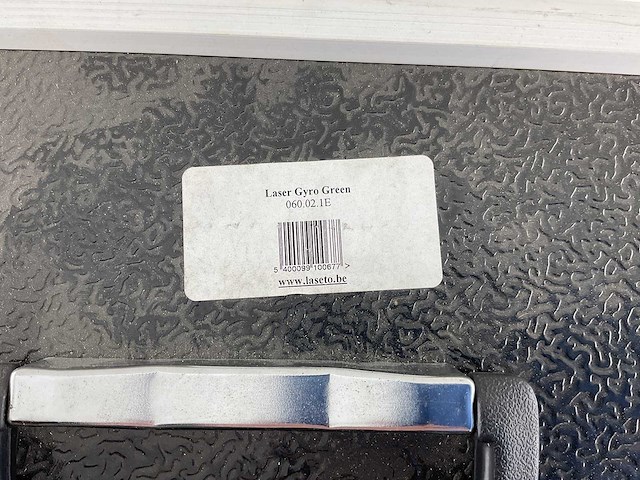 Laser Gyro Green
060.02.1E
5 400099 100677 >
www.laseto.be